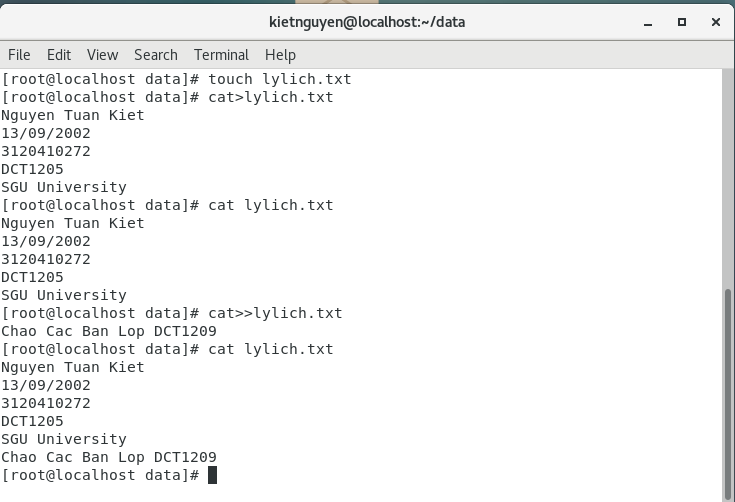 kietnguyen@localhost:~/data
File Edit View Search Terminal Help
[root@localhost data]# touch lylich.txt
[root@localhost data]# cat>lylich.txt
Nguyen Tuan Kiet
13/09/2002
3120410272
DCT1205
SGU University
[root@localhost data]# cat lylich.txt
Nguyen Tuan Kiet
13/09/2002
3120410272
DCT1205
SGU University
[root@localhost data]# cat>>lylich.txt
Chao Cac Ban Lop DCT1209
[root@localhost data]# cat lylich.txt
Nguyen Tuan Kiet
13/09/2002
3120410272
DCT1205
SGU University
Chao Cac Ban Lop DCT1209
[root@localhost data]#